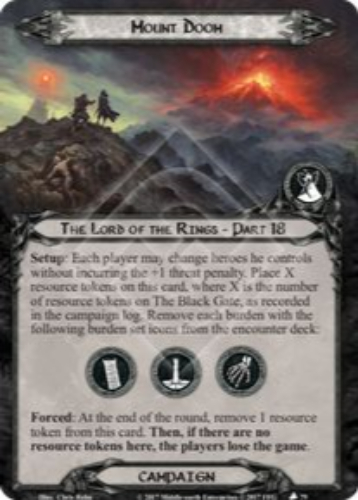 Mount Doom
The Lord of the Rings - Part 18
Setup: Each player may change heroes he controls
without incurring the +1 threat penalty. Place X
resource tokens on this card, where X is the number
of resource tokens on The Black Gate, as recorded
in the campaign log. Remove each burden with the
following burden set icons from the encounter deck:
Forced: At the end of the round, remove 1 resource
token from this card. Then, if there are no
resource tokens here, the players lose the game.
CAMPAIGN